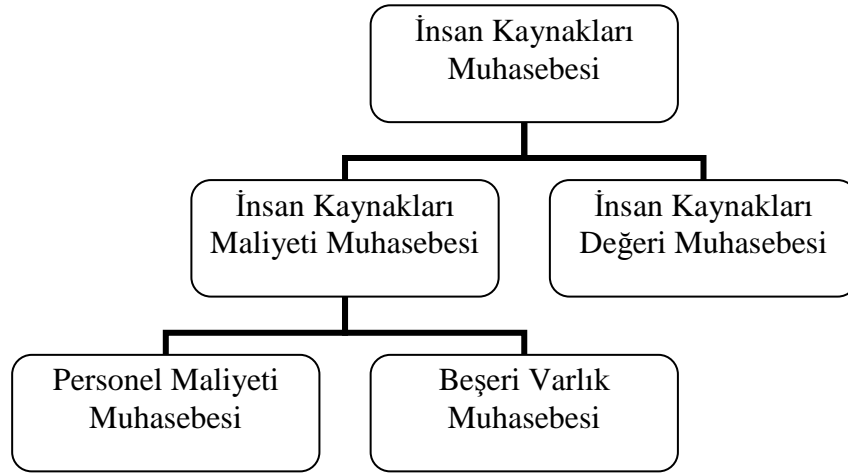 İnsan Kaynakları
Muhasebesi
İnsan Kaynakları
Maliyeti Muhasebesi
İnsan Kaynakları
Değeri Muhasebesi
Personel Maliyeti
Muhasebesi
Beşeri Varlık
Muhasebesi